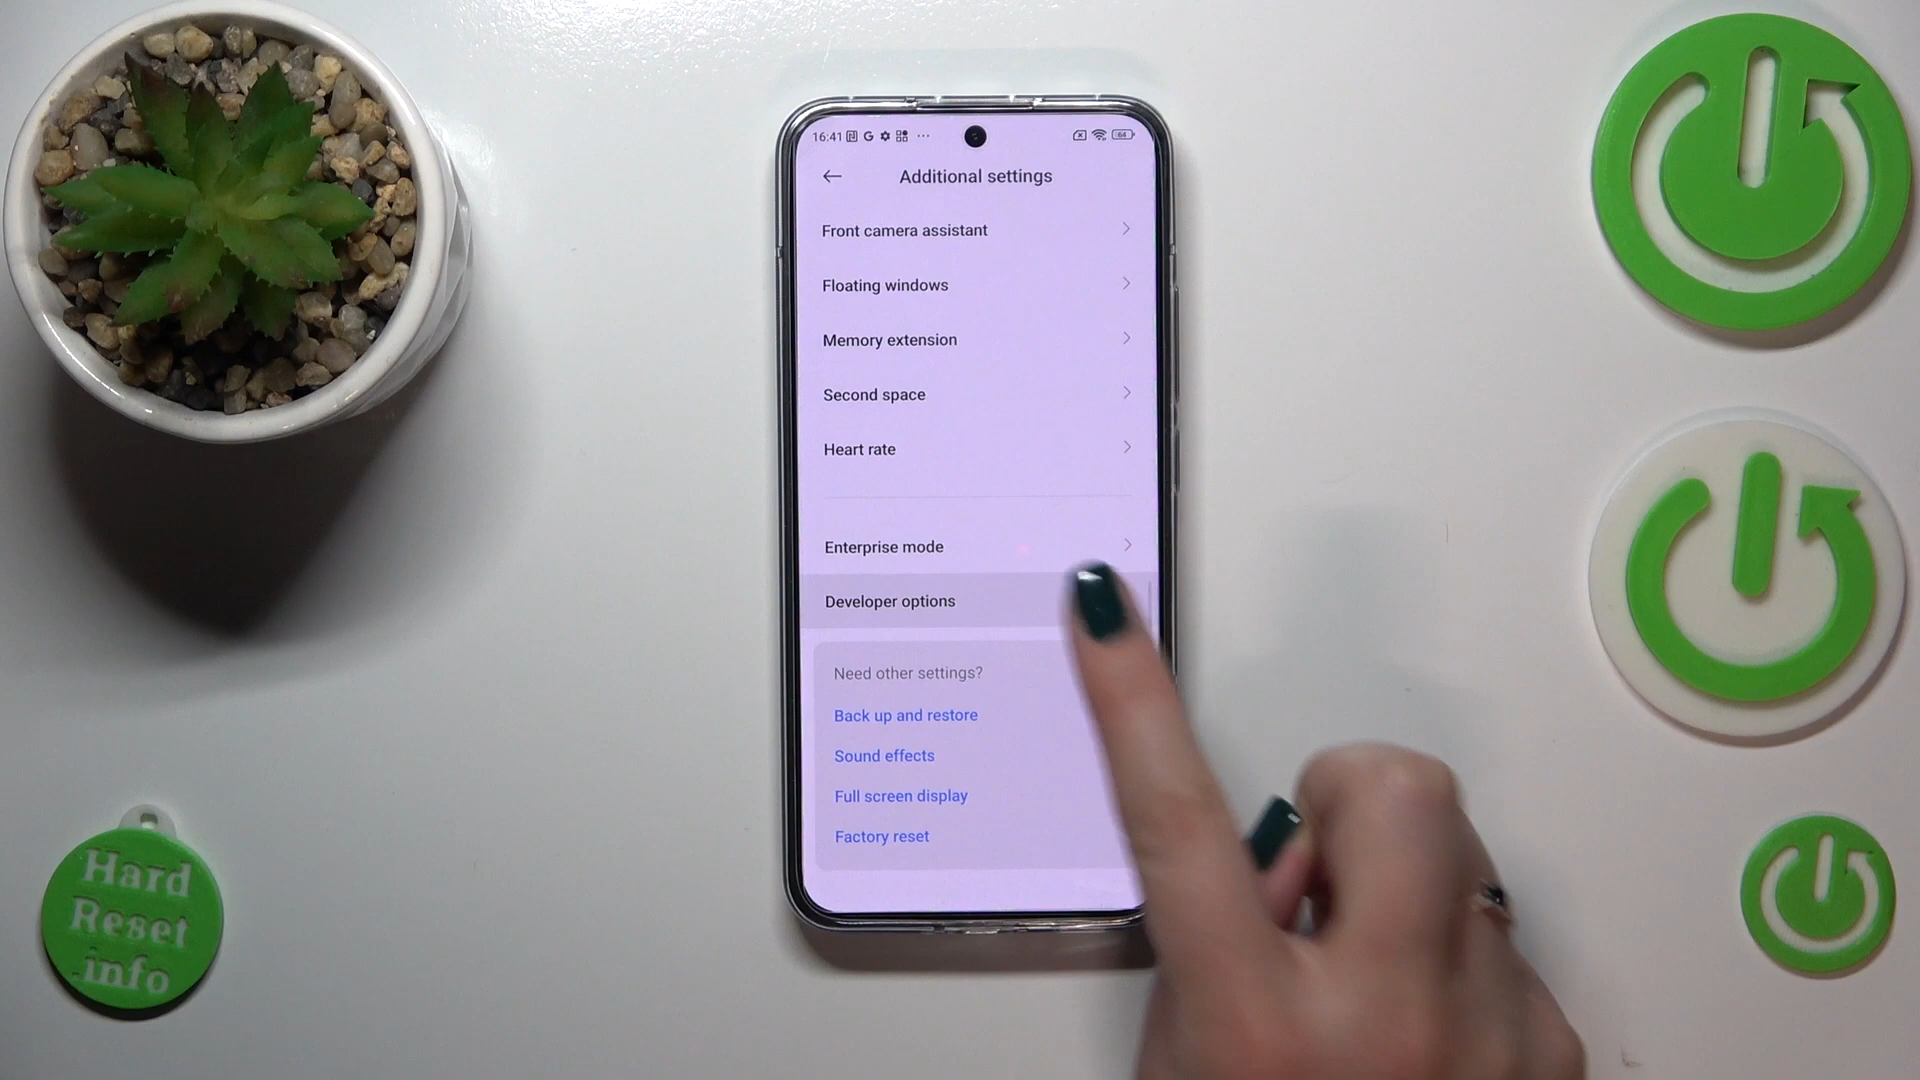 16:41
64
Additional settings
Front camera assistant
Floating windows
Memory extension
Second space
Heart rate
Enterprise mode
Developer options
Need other settings?
Back up and restore
Sound effects
Full screen display
Factory reset
Hard
Reset
.info